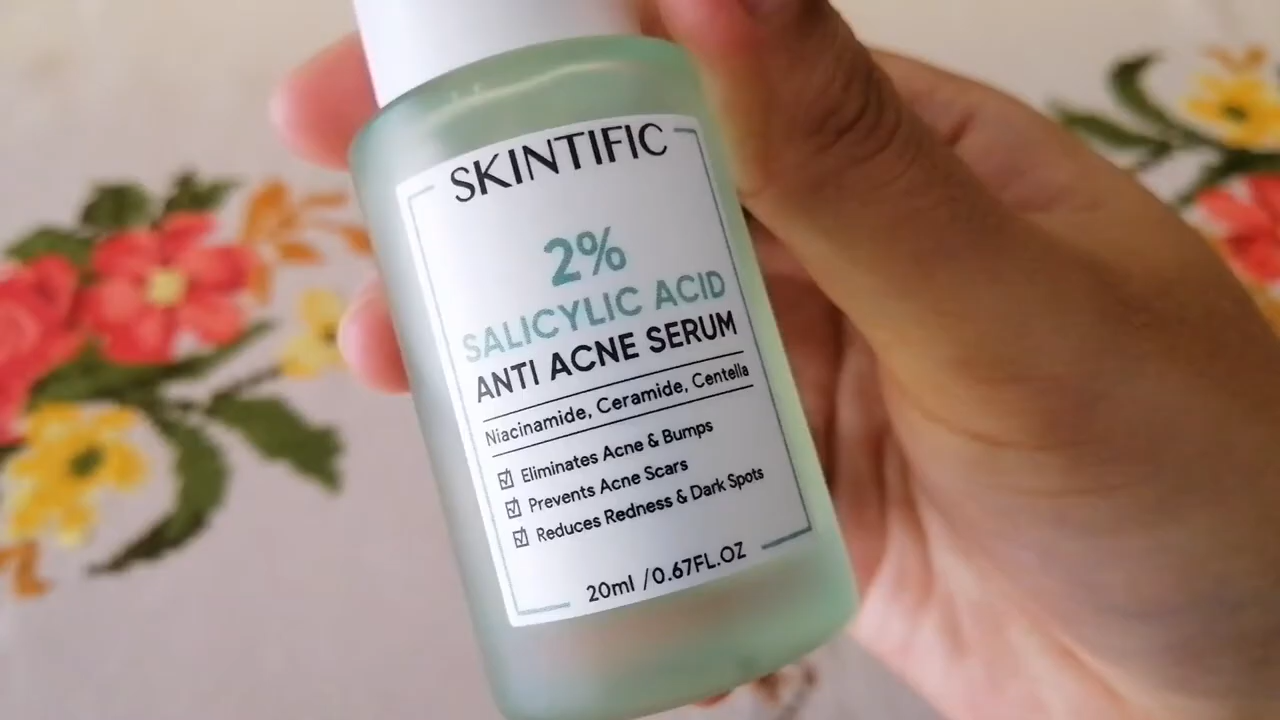 SKINTIFIC
2%
SALICYLIC ACID
ANTI ACNE SERUM
Niacinamide, Ceramide, Centella
Eliminates Acne & Bumps
Prevents Acne Scars
Reduces Redness & Dark Spots
20ml /0.67FL.OZ